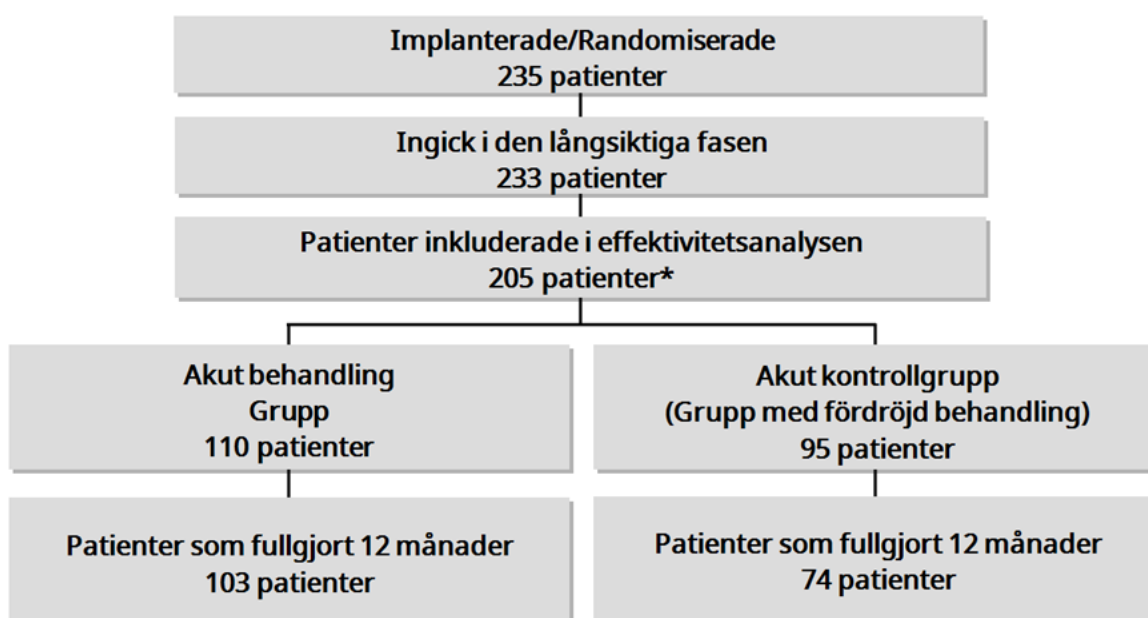 Implanterade/Randomiserade
235 patienter
Ingick i den långsiktiga fasen
233 patienter
Patienter inkluderade i effektivitetsanalysen
205 patienter*
Akut behandling
Grupp
110 patienter
Akut kontrollgrupp
(Grupp med fördröjd behandling)
95 patienter
Patienter som fullgjort 12 månader
103 patienter
Patienter som fullgjort 12 månader
74 patienter